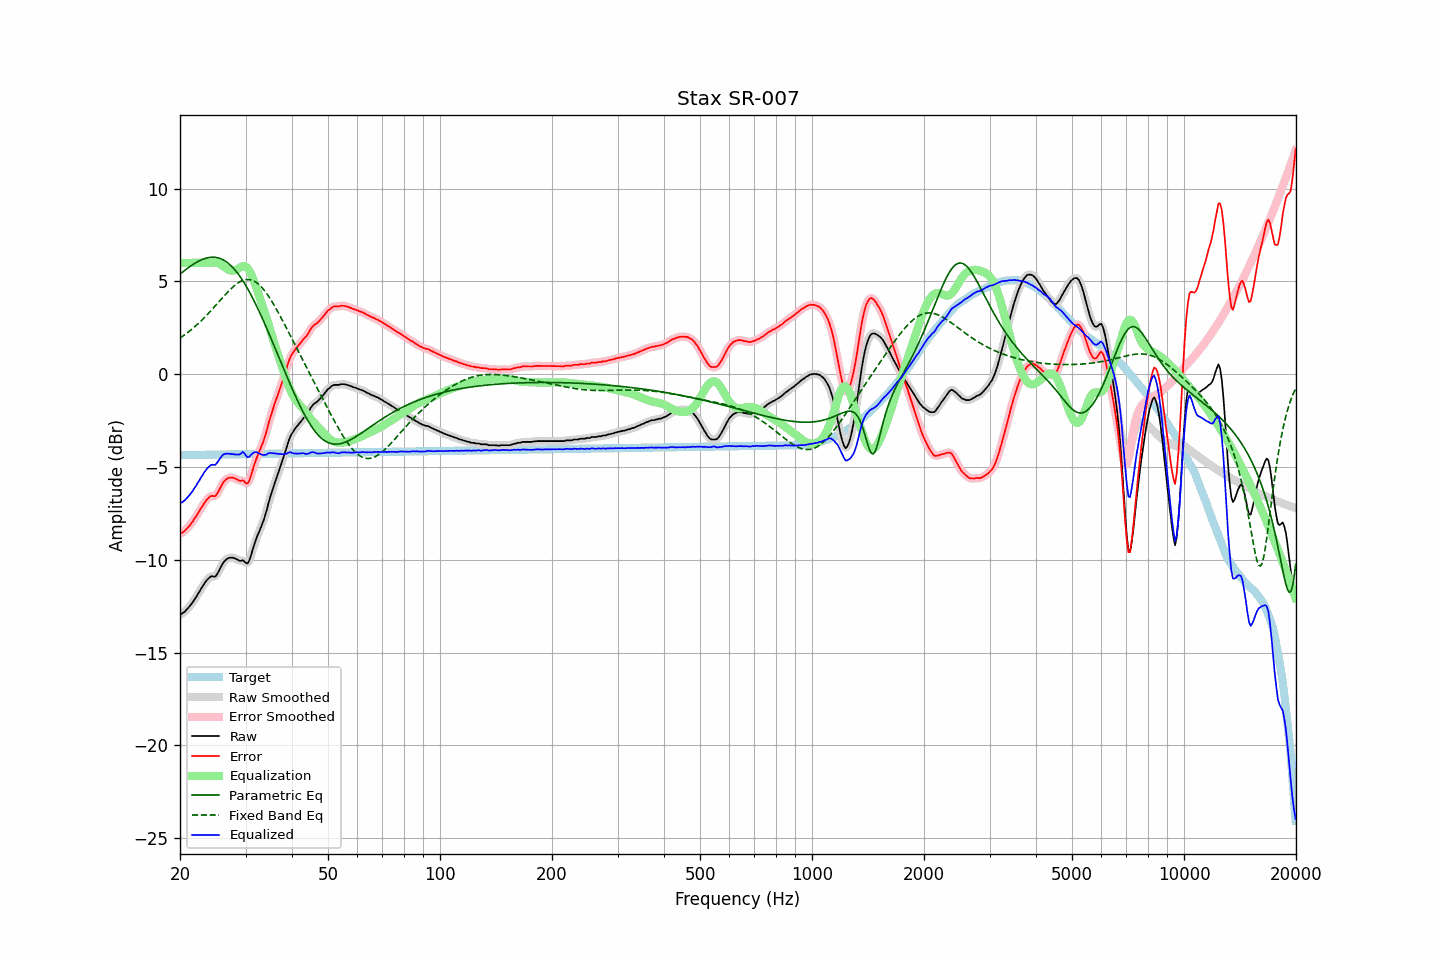 Stax SR-007
Amplitude (dBr)
10
5
0
−5
−10
−15
−20
−25
Target
Raw Smoothed
Error Smoothed
Raw
Error
Equalization
Parametric Eq
Fixed Band Eq
Equalized
20 50 100 200 500 1000 2000 5000 10000 20000
Frequency (Hz)